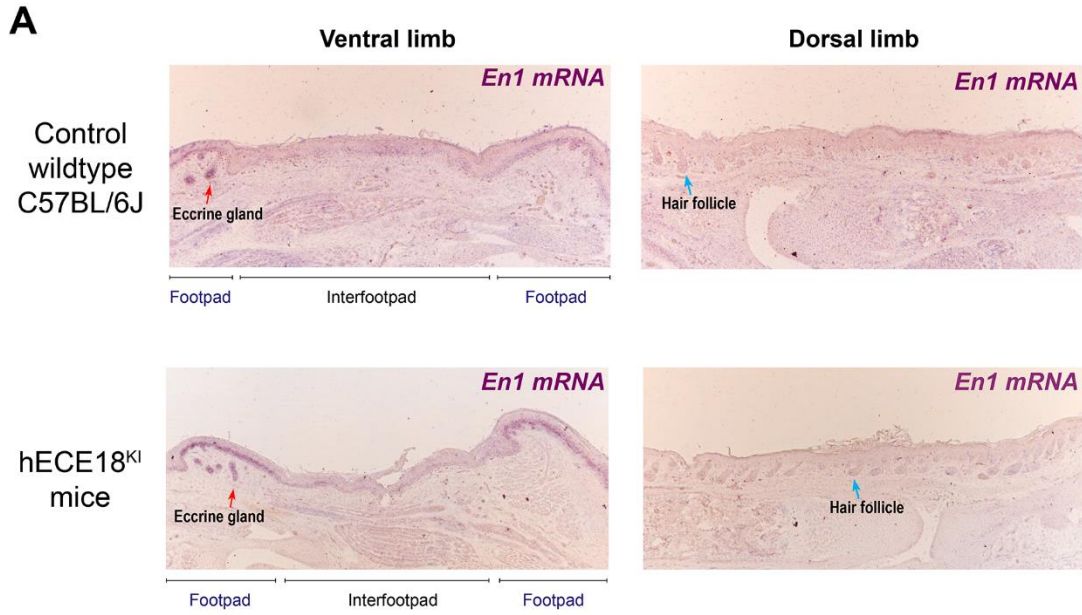 A
Ventral limb
Dorsal limb
Control
wildtype
C57BL/6J
En1 mRNA
Eccrine gland
En1 mRNA
Hair follicle
Footpad
Interfootpad
Footpad
hECE18KI
mice
En1 mRNA
Eccrine gland
En1 mRNA
Hair follicle
Footpad
Interfootpad
Footpad